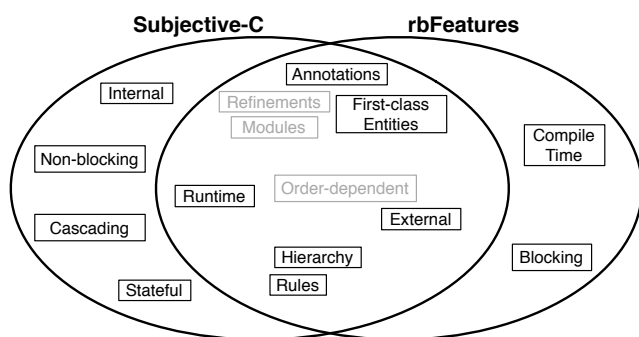 Subjective-C
rbFeatures
Annotations
Internal
Refinements
First-class
Entities
Modules
Compile
Time
Non-blocking
Order-dependent
Runtime
External
Cascading
Hierarchy
Blocking
Rules
Stateful